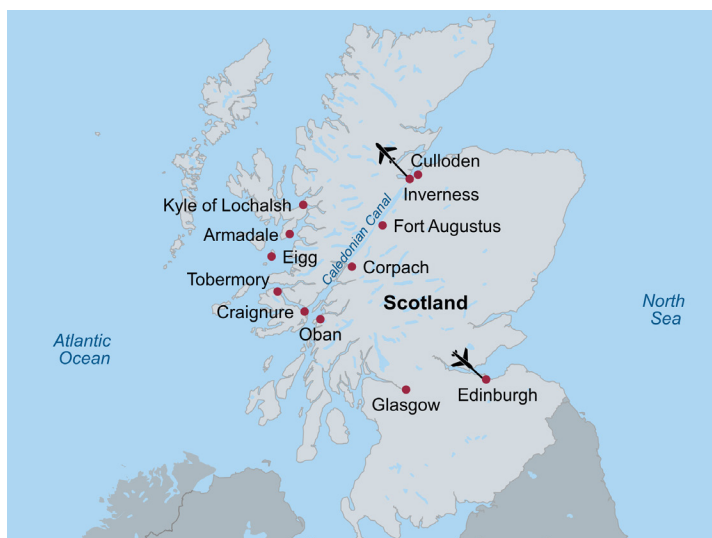 Culloden
Inverness
Kyle of Lochalsh
Fort Augustus
Armadale
Caledonian Canal
Eigg
Corpach
Tobermory
Scotland
North
Sea
Craignure
Oban
Atlantic
Ocean
Edinburgh
Glasgow